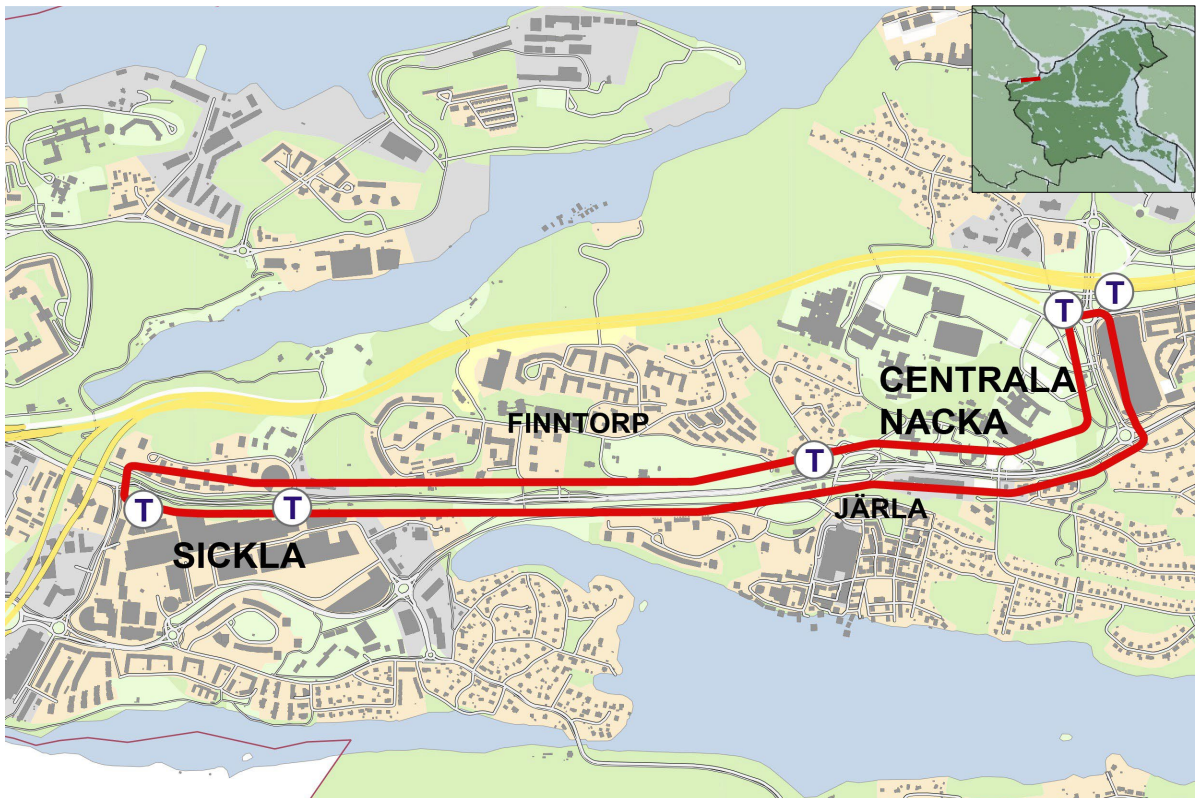 T
T
CENTRALA
NACKA
FINNTORP
T
T
T
JÄRLA
SICKLA